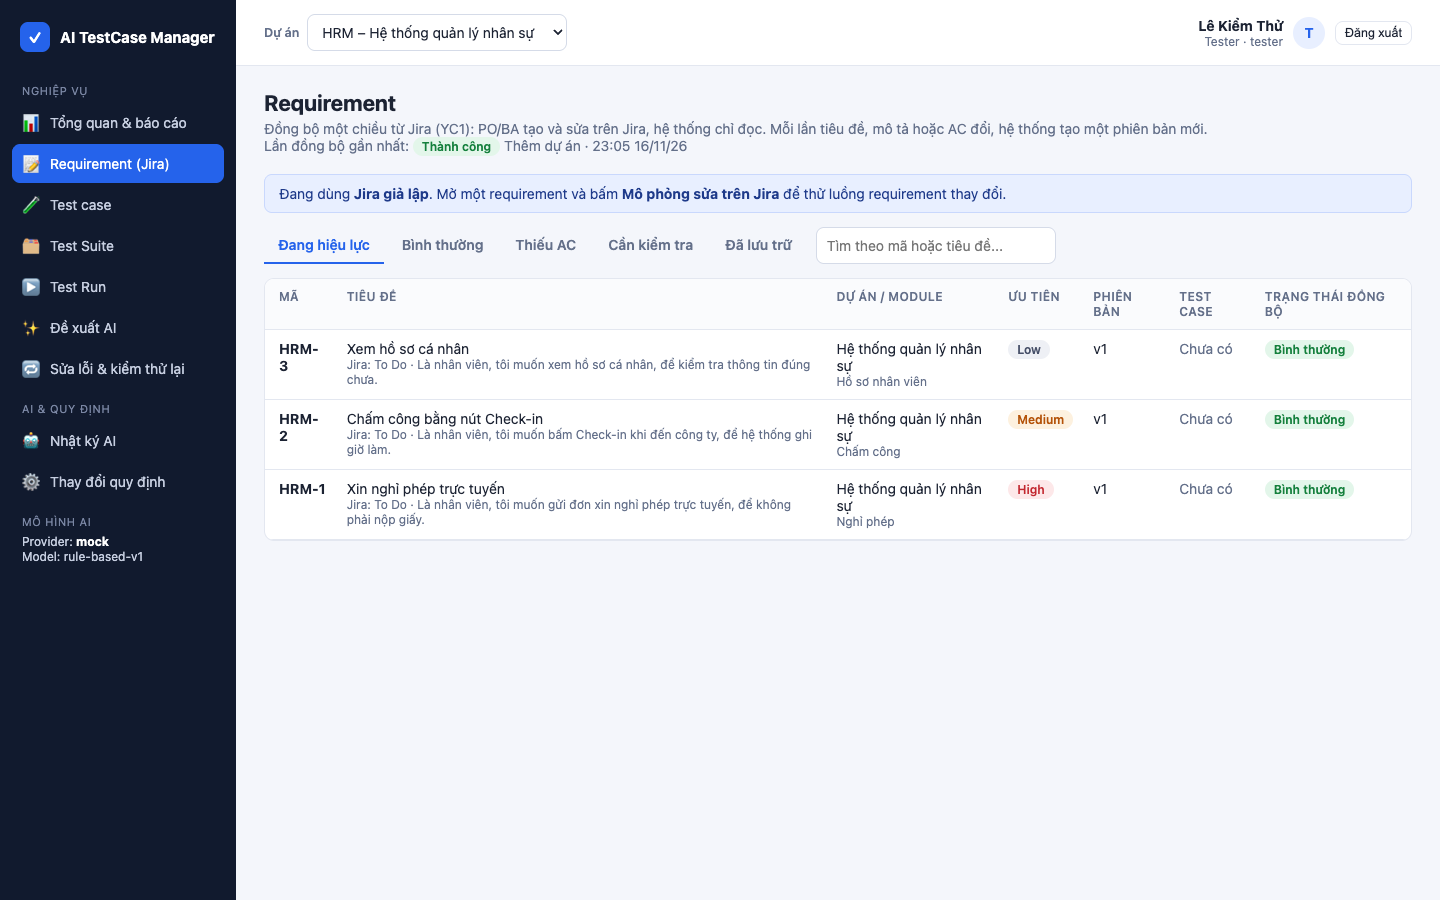 AI TestCase Manager
NGHIỆP VỤ
Tổng quan & báo cáo
Requirement (Jira)
Test case
Test Suite
Test Run
Đề xuất AI
Sửa lỗi & kiểm thử lại
AI & QUY ĐỊNH
Nhật ký AI
Thay đổi quy định
MÔ HÌNH AI
Provider: mock
Model: rule-based-v1
Dự án
HRM – Hệ thống quản lý nhân sự
Lê Kiểm Thử
Tester · tester
T
Đăng xuất
Requirement
Đồng bộ một chiều từ Jira (YC1): PO/BA tạo và sửa trên Jira, hệ thống chỉ đọc. Mỗi lần tiêu đề, mô tả hoặc AC đổi, hệ thống tạo một phiên bản mới.
Lần đồng bộ gần nhất: Thành công Thêm dự án · 23:05 16/11/26
Đang dùng Jira giả lập. Mở một requirement và bấm Mô phỏng sửa trên Jira để thử luồng requirement thay đổi.
Đang hiệu lực
Bình thường
Thiếu AC
Cần kiểm tra
Đã lưu trữ
Tìm theo mã hoặc tiêu đề...
MÃ
TIÊU ĐỀ
DỰ ÁN / MODULE
ƯU TIÊN
PHIÊN
BẢN
TEST
CASE
TRẠNG THÁI ĐỒNG
BỘ
HRM-
3
Xem hồ sơ cá nhân
Jira: To Do · Là nhân viên, tôi muốn xem hồ sơ cá nhân, để kiểm tra thông tin đúng
chưa.
Hệ thống quản lý nhân
sự
Hồ sơ nhân viên
Low
v1
Chưa có
Bình thường
HRM-
2
Chấm công bằng nút Check-in
Jira: To Do · Là nhân viên, tôi muốn bấm Check-in khi đến công ty, để hệ thống ghi
giờ làm.
Hệ thống quản lý nhân
sự
Chấm công
Medium
v1
Chưa có
Bình thường
HRM-1
Xin nghỉ phép trực tuyến
Jira: To Do · Là nhân viên, tôi muốn gửi đơn xin nghỉ phép trực tuyến, để không
phải nộp giấy.
Hệ thống quản lý nhân
sự
Nghỉ phép
High
v1
Chưa có
Bình thường